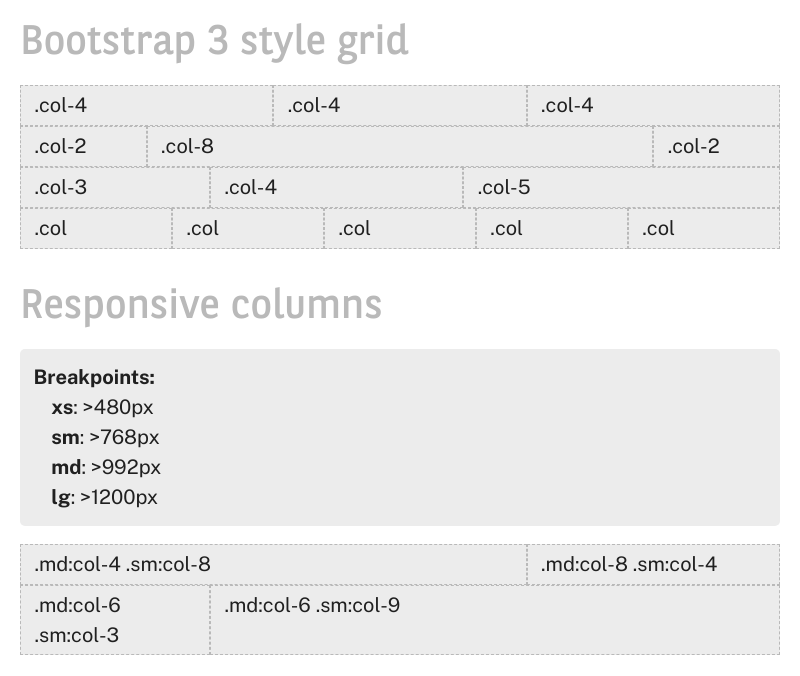 Bootstrap 3 style grid
.col-4 .col-4 .col-4
.col-2 .col-8 .col-2
.col-3 .col-4 .col-5
.col .col .col .col .col
Responsive columns
Breakpoints:
xs: >480px
sm: >768px
md: >992px
lg: >1200px
.md:col-4 .sm:col-8 .md:col-8 .sm:col-4
.md:col-6 .md:col-6 .sm:col-9
.sm:col-3